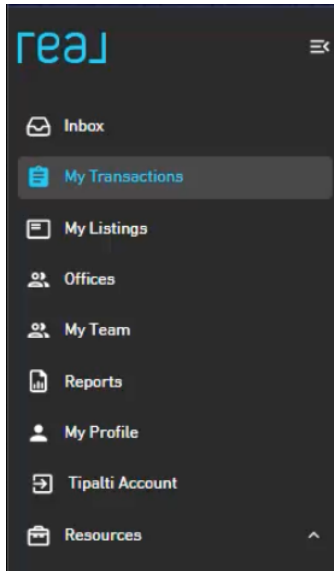 real
Inbox
My Transactions
My Listings
Offices
My Team
Reports
My Profile
Tipalti Account
Resources